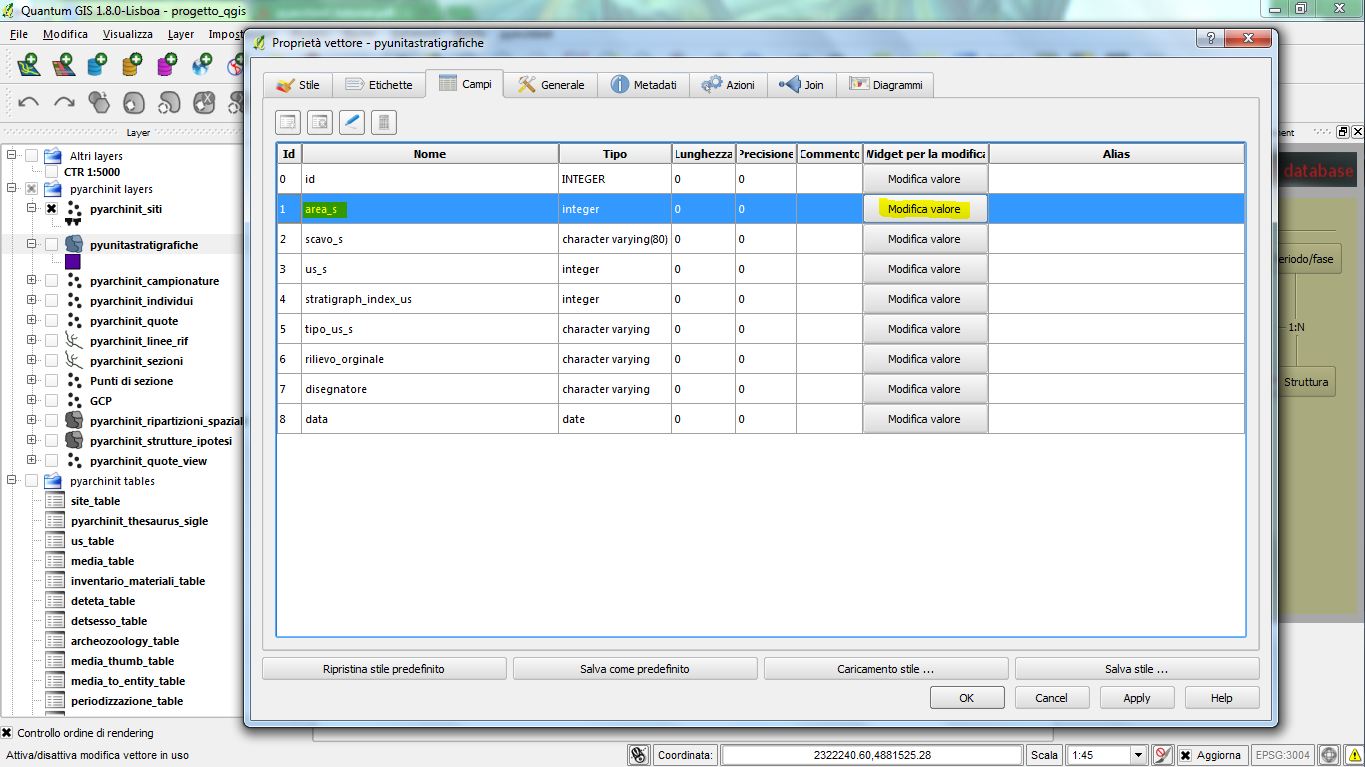 Quantum GIS 1.8.0-Lisboa - progetto_qgis
File Modifica Visualizza Layer
Layer
Altri layers
CTR 1:5000
pyarchinit layers
pyarchinit_siti
pyunitastratigrafiche
pyarchinit_campionature
pyarchinit_individui
pyarchinit_quote
pyarchinit_linee_rif
pyarchinit_sezioni
Punti di sezione
GCP
pyarchinit_ripartizioni_spazial
pyarchinit_strutture_ipotesi
pyarchinit_quote_view
pyarchinit tables
site_table
pyarchinit_thesaurus_sigle
us_table
media_table
inventario_materiali_table
deteta_table
detsesso_table
archeozoology_table
media_thumb_table
media_to_entity_table
periodizzazione_table
Controllo ordine di rendering
Proprietà vettore - pyunitastratigrafiche
Stile Etichette Campi Generale Metadati Azioni Join Diagrammi
Id Nome Tipo Lunghezza Precisione Commento Widget per la modifica Alias
0 id INTEGER 0 0 Modifica valore
1 area_s integer 0 0 Modifica valore
2 scavo_s character varying(80) 0 0 Modifica valore
3 us_s integer 0 0 Modifica valore
4 stratigraph_index_us integer 0 0 Modifica valore
5 tipo_us_s character varying 0 0 Modifica valore
6 rilievo_orginale character varying 0 0 Modifica valore
7 disegnatore character varying 0 0 Modifica valore
8 data date 0 0 Modifica valore
Ripristina stile predefinito Salva come predefinito Caricamento stile ... Salva stile ...
OK Cancel Apply Help
database
eriodo/fase
1:N
Struttura
Attiva/disattiva modifica vettore in uso Coordinata: 2322240.60,4881525.28 Scala 1:45 Aggiorna EPSG:3004